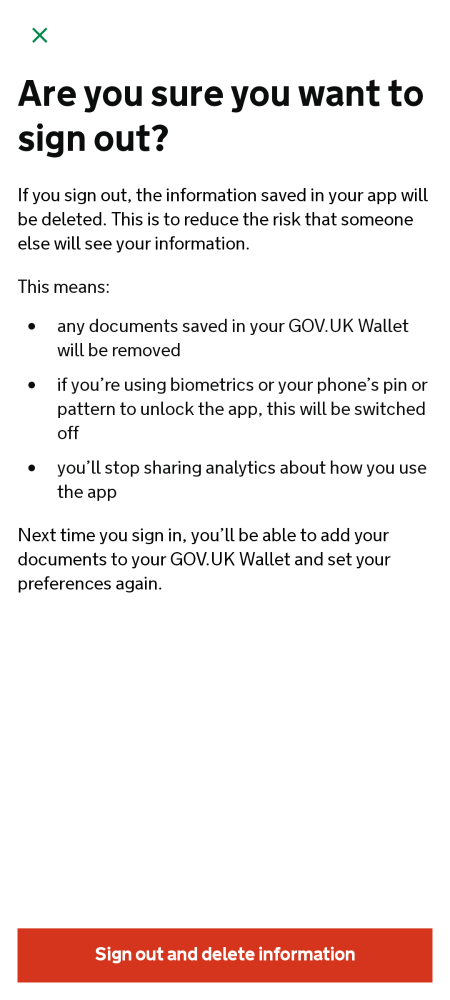 Are you sure you want to
sign out?
If you sign out, the information saved in your app will
be deleted. This is to reduce the risk that someone
else will see your information.
This means:
• any documents saved in your GOV.UK Wallet
will be removed
• if you’re using biometrics or your phone’s pin or
pattern to unlock the app, this will be switched
off
• you’ll stop sharing analytics about how you use
the app
Next time you sign in, you’ll be able to add your
documents to your GOV.UK Wallet and set your
preferences again.
Sign out and delete information